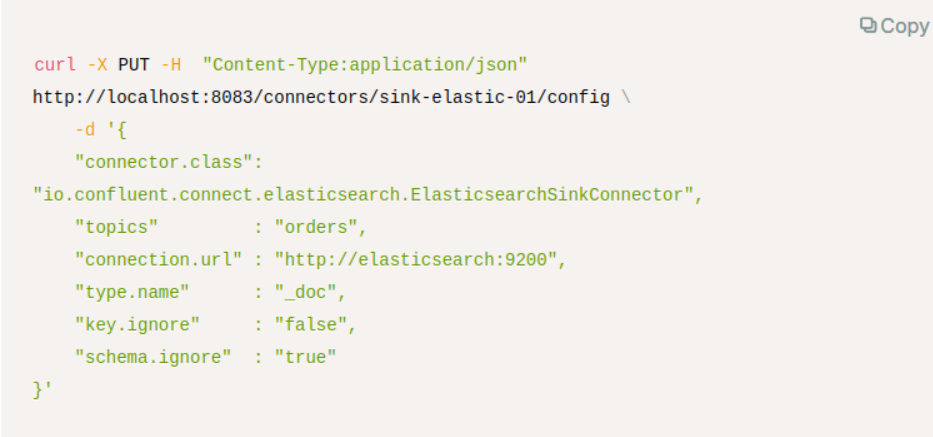 Copy
curl -X PUT -H  "Content-Type:application/json"
http://localhost:8083/connectors/sink-elastic-01/config \
    -d '{
    "connector.class":
"io.confluent.connect.elasticsearch.ElasticsearchSinkConnector",
    "topics"         : "orders",
    "connection.url" : "http://elasticsearch:9200",
    "type.name"      : "_doc",
    "key.ignore"     : "false",
    "schema.ignore"  : "true"
}'